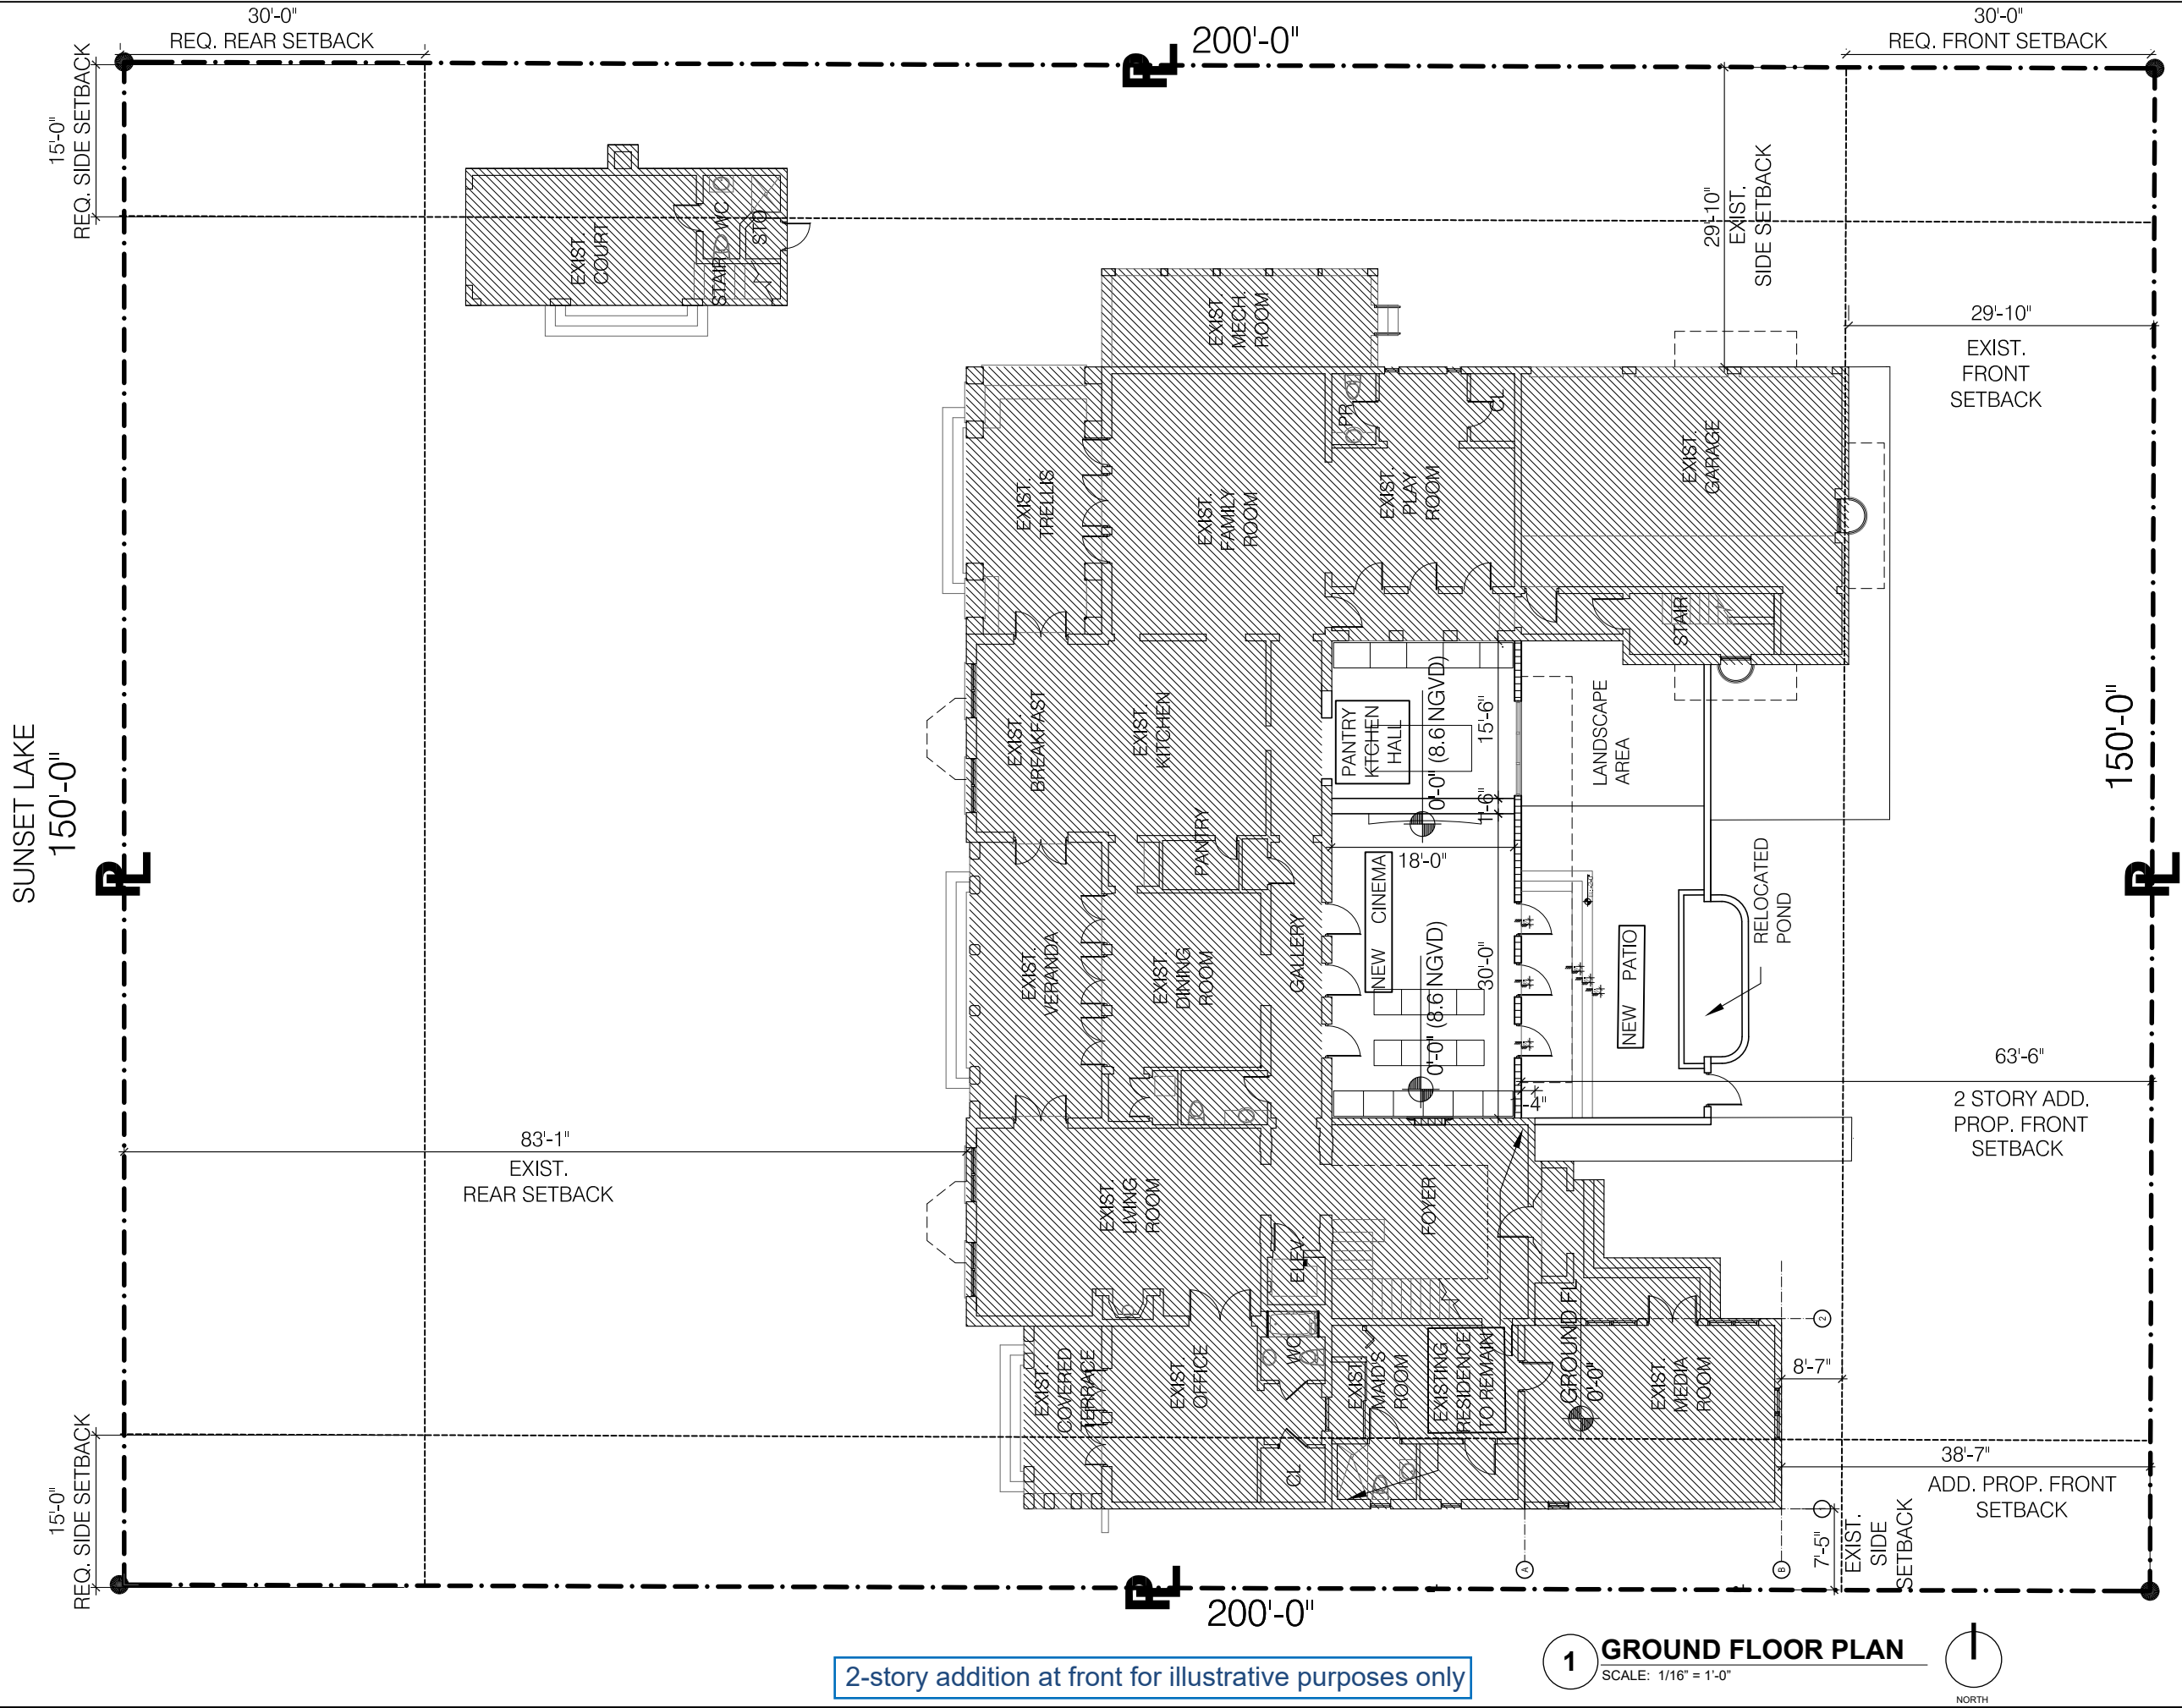 30'-0"
REQ. REAR SETBACK
200'-0"
30'-0"
REQ. FRONT SETBACK
15'-0"
REQ. SIDE SETBACK
EXIST.
COURT
STAIR
WC
STO
29'-10"
EXIST.
SIDE SETBACK
EXIST.
MECH.
ROOM
29'-10"
EXIST.
FRONT
SETBACK
EXIST.
TRELLIS
EXIST.
FAMILY
ROOM
PR
CL
EXIST.
PLAY
ROOM
EXIST.
GARAGE
STAIR
SUNSET LAKE
150'-0"
PL
EXIST.
BREAKFAST
EXIST.
KITCHEN
PANTRY
PANTRY
KTCHEN
HALL
0'-0" (8.6 NGVD)
15'-6"
1'-6"
LANDSCAPE
AREA
150'-0"
PL
EXIST.
VERANDA
EXIST
DINING
ROOM
GALLERY
NEW CINEMA
18'-0"
0'-0" (8.6 NGVD)
30'-0"
NEW PATIO
RELOCATED
POND
63'-6"
2 STORY ADD.
PROP. FRONT
SETBACK
83'-1"
EXIST.
REAR SETBACK
EXIST.
LIVING
ROOM
ELEV.
FOYER
EXIST.
COVERED
TERRACE
EXIST
OFFICE
WC
CL
EXIST.
MAID'S
ROOM
EXISTING
RESIDENCE
TO REMAIN
GROUND FL
0'-0"
EXIST.
MEDIA
ROOM
2
8'-7"
38'-7"
ADD. PROP. FRONT
SETBACK
15'-0"
REQ. SIDE SETBACK
7'-5"
EXIST.
SIDE
SETBACK
A
B
PL
PL
200'-0"
2-story addition at front for illustrative purposes only
1
GROUND FLOOR PLAN
SCALE: 1/16" = 1'-0"
NORTH